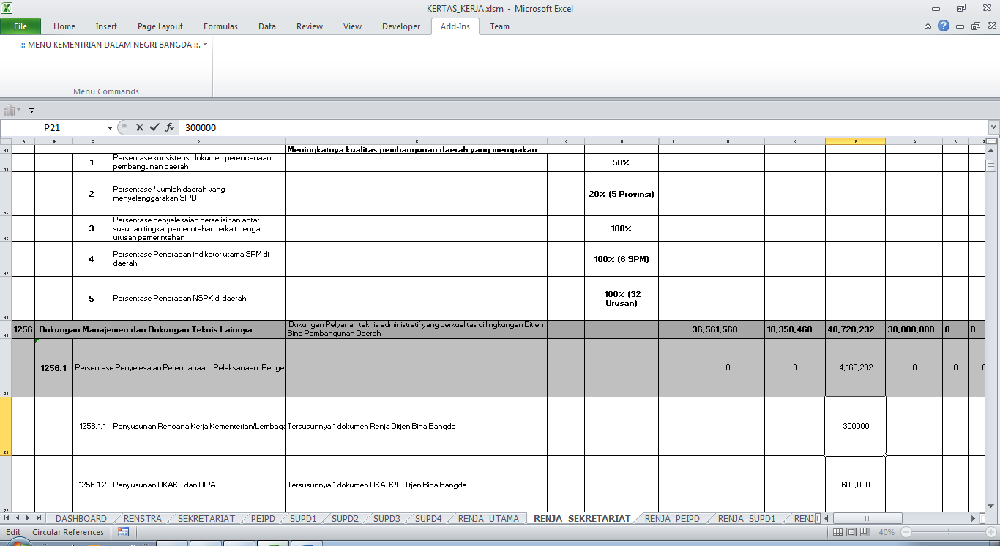 KERTAS_KERJA.xlsm - Microsoft Excel
File Home Insert Page Layout Formulas Data Review View Developer Add-Ins Team
.:: MENU KEMENTRIAN DALAM NEGRI BANGDA ::.
Menu Commands
P21 fx 300000
Meningkatnya kualitas pembangunan daerah yang merupakan
1 Persentase konsistensi dokumen perencanaan 50%
pembangunan daerah
2 Persentase / Jumlah daerah yang 20% (5 Provinsi)
menyelenggarakan SIPD
3 Persentase penyelesaian perselisihan antar 100%
susunan tingkat pemerintahan terkait dengan
urusan pemerintahan
4 Persentase Penerapan indikator utama SPM di 100% (6 SPM)
daerah
5 Persentase Penerapan NSPK di daerah 100% (32
Urusan)
1256 Dukungan Manajemen dan Dukungan Teknis Lainnya Dukungan Pelyanan teknis administratif yang berkualitas di lingkungan Ditjen 36,561,560 10,358,468 48,720,232 30,000,000 0 0
Bina Pembangunan Daerah
1256.1 Persentase Penyelesaian Perencanaan. Pelaksanaan. Penge 0 0 4,169,232 0 0
1256.1.1 Penyusunan Rencana Kerja Kementerian/Lembaga Tersusunnya 1 dokumen Renja Ditjen Bina Bangda 300000
1256.1.2 Penyusunan RKAKL dan DIPA Tersusunnya 1 dokumen RKA-K/L Ditjen Bina Bangda 600,000
DASHBOARD RENSTRA SEKRETARIAT PEIPD SUPD1 SUPD2 SUPD3 SUPD4 RENJA_UTAMA RENJA_SEKRETARIAT RENJA_PEIPD RENJA_SUPD1 RENJ
Edit Circular References 40%